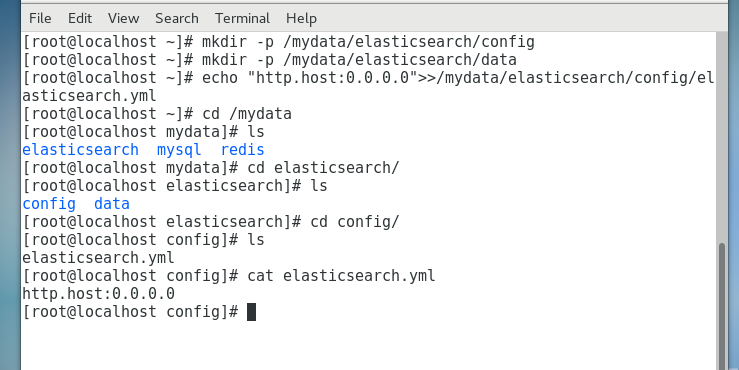 File Edit View Search Terminal Help
[root@localhost ~]# mkdir -p /mydata/elasticsearch/config
[root@localhost ~]# mkdir -p /mydata/elasticsearch/data
[root@localhost ~]# echo "http.host:0.0.0.0">>/mydata/elasticsearch/config/el
asticsearch.yml
[root@localhost ~]# cd /mydata
[root@localhost mydata]# ls
elasticsearch  mysql  redis
[root@localhost mydata]# cd elasticsearch/
[root@localhost elasticsearch]# ls
config  data
[root@localhost elasticsearch]# cd config/
[root@localhost config]# ls
elasticsearch.yml
[root@localhost config]# cat elasticsearch.yml
http.host:0.0.0.0
[root@localhost config]#